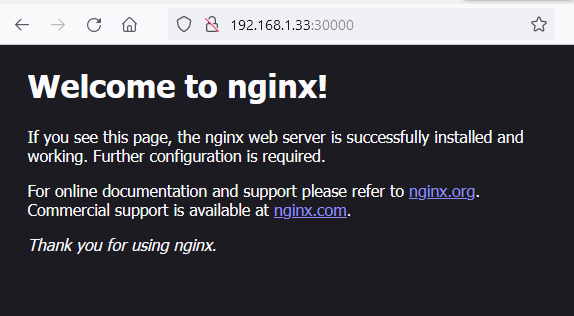 192.168.1.33:30000
Welcome to nginx!
If you see this page, the nginx web server is successfully installed and
working. Further configuration is required.
For online documentation and support please refer to nginx.org.
Commercial support is available at nginx.com.
Thank you for using nginx.